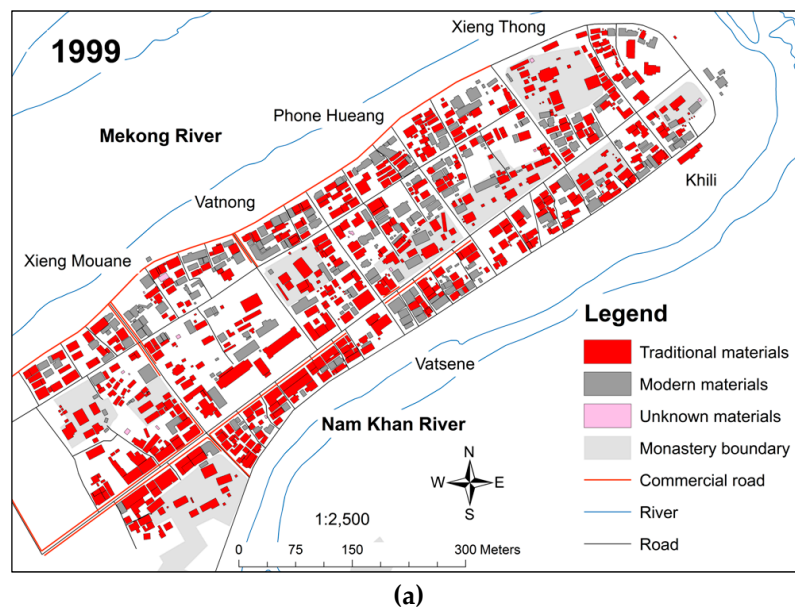 1999
Xieng Thong
Phone Hueang
Mekong River
Vatnong
Khili
Xieng Mouane
Vatsene
Nam Khan River
Legend
Traditional materials
Modern materials
Unknown materials
Monastery boundary
Commercial road
River
Road
N
W E
S
1:2,500
0 75 150 300 Meters
(a)